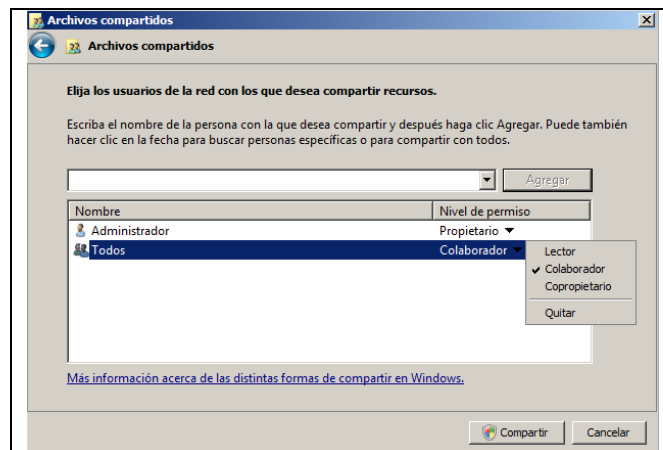 Archivos compartidos
Archivos compartidos
Elija los usuarios de la red con los que desea compartir recursos.
Escriba el nombre de la persona con la que desea compartir y después haga clic Agregar. Puede también
hacer clic en la fecha para buscar personas específicas o para compartir con todos.
Agregar
Nombre Nivel de permiso
Administrador Propietario
Todos Colaborador
Lector
Colaborador
Copropietario
Quitar
Más información acerca de las distintas formas de compartir en Windows.
Compartir Cancelar